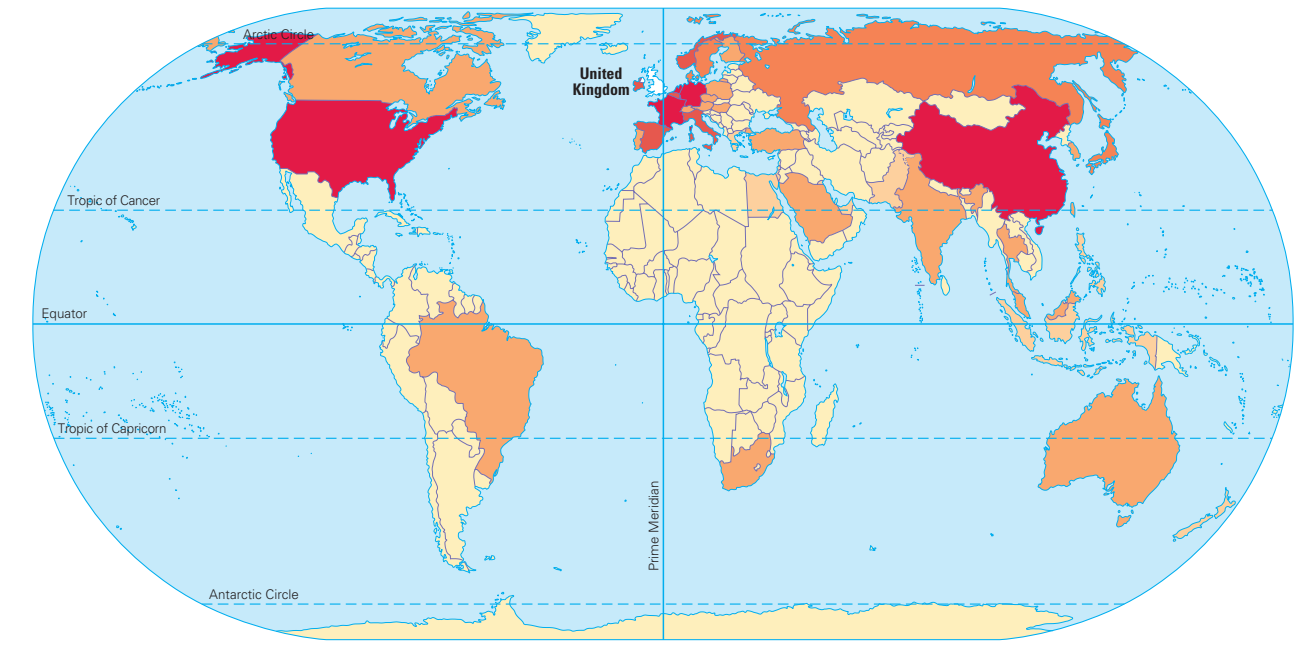 Arctic Circle
United
Kingdom
Tropic of Cancer
Equator
Tropic of Capricorn
Prime Meridian
Antarctic Circle